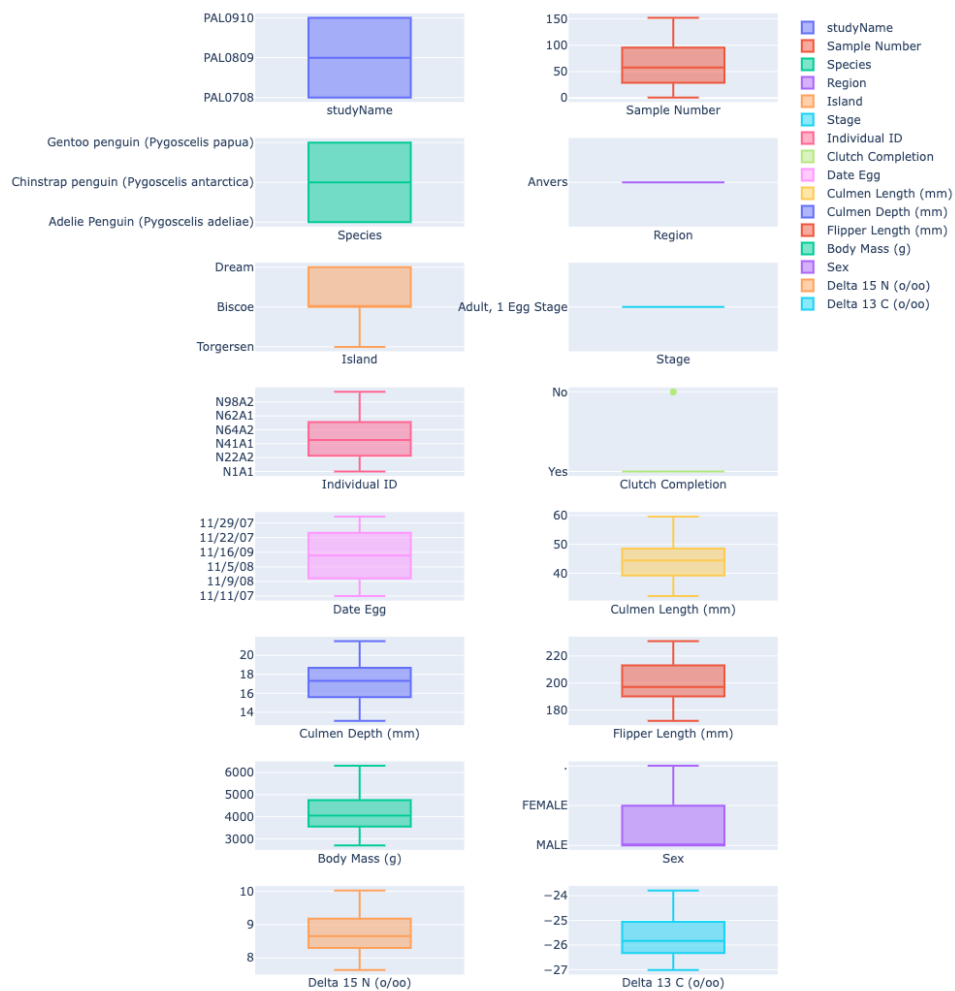 PAL0910
PAL0809
PAL0708
studyName
150
100
50
0
Sample Number
studyName
Sample Number
Species
Region
Island
Stage
Individual ID
Clutch Completion
Date Egg
Culmen Length (mm)
Culmen Depth (mm)
Flipper Length (mm)
Body Mass (g)
Sex
Delta 15 N (o/oo)
Delta 13 C (o/oo)
Gentoo penguin (Pygoscelis papua)
Chinstrap penguin (Pygoscelis antarctica)
Adelie Penguin (Pygoscelis adeliae)
Species
Anvers
Region
Dream
Biscoe
Torgersen
Island
Adult, 1 Egg Stage
Stage
N98A2
N62A1
N64A2
N41A1
N22A2
N1A1
Individual ID
No
Yes
Clutch Completion
11/29/07
11/22/07
11/16/09
11/5/08
11/9/08
11/11/07
Date Egg
60
50
40
Culmen Length (mm)
20
18
16
14
Culmen Depth (mm)
220
200
180
Flipper Length (mm)
6000
5000
4000
3000
Body Mass (g)
.
FEMALE
MALE
Sex
10
9
8
Delta 15 N (o/oo)
−24
−25
−26
−27
Delta 13 C (o/oo)